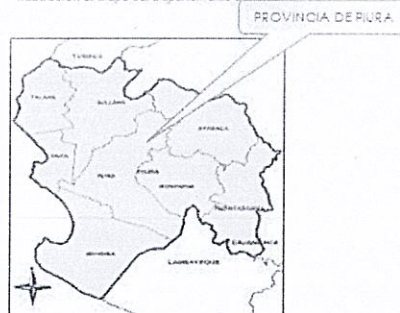 PROVINCIA DE PIURA
TUMBES
TALARA
SULLANA
AYABACA
PAITA
PIURA
PIURA
MORROPON
HUANCABAMBA
SECHURA
CAJAMARCA
LAMBAYEQUE